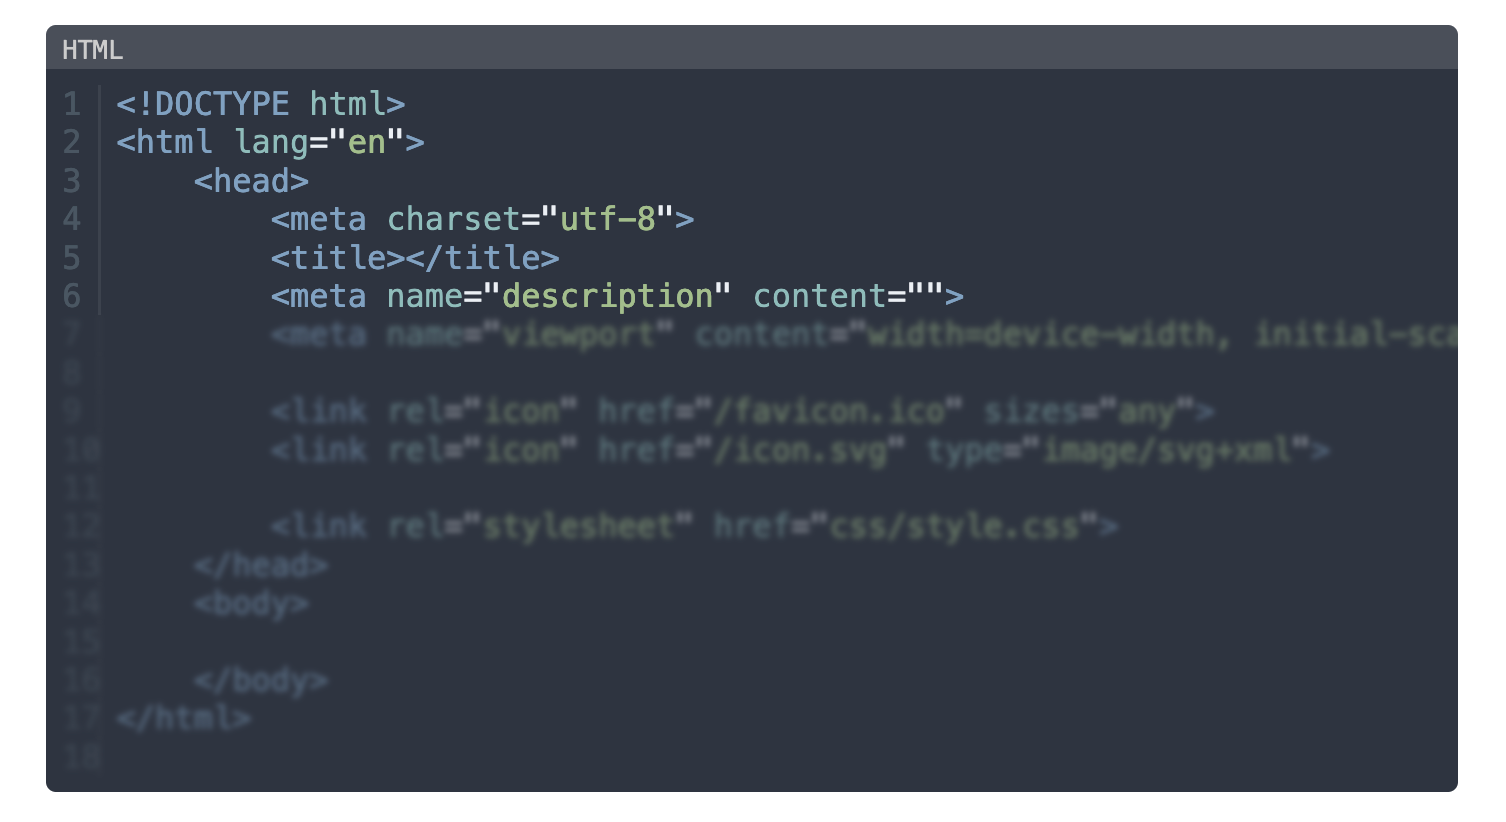 HTML
1 <!DOCTYPE html>
2 <html lang="en">
3     <head>
4         <meta charset="utf-8">
5         <title></title>
6         <meta name="description" content="">
7         <meta name="viewport" content="width=device-width, initial-sca
8
9         <link rel="icon" href="/favicon.ico" sizes="any">
10         <link rel="icon" href="/icon.svg" type="image/svg+xml">
11
12         <link rel="stylesheet" href="css/style.css">
13     </head>
14     <body>
15
16     </body>
17 </html>
18